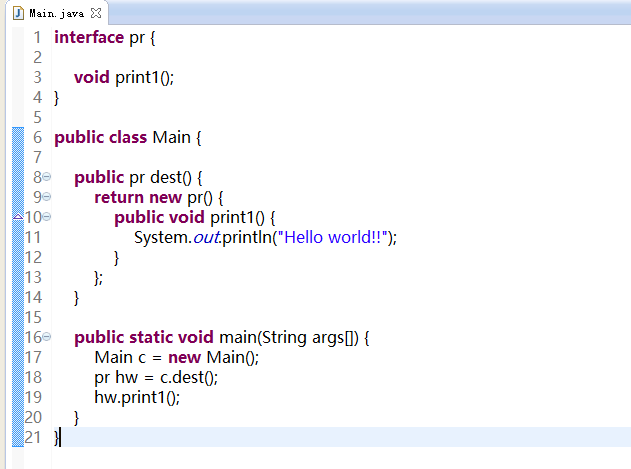 Main.java
1 interface pr {
2
3 void print1();
4 }
5
6 public class Main {
7
8 public pr dest() {
9 return new pr() {
10 public void print1() {
11 System.out.println("Hello world!!");
12 }
13 };
14 }
15
16 public static void main(String args[]) {
17 Main c = new Main();
18 pr hw = c.dest();
19 hw.print1();
20 }
21 }